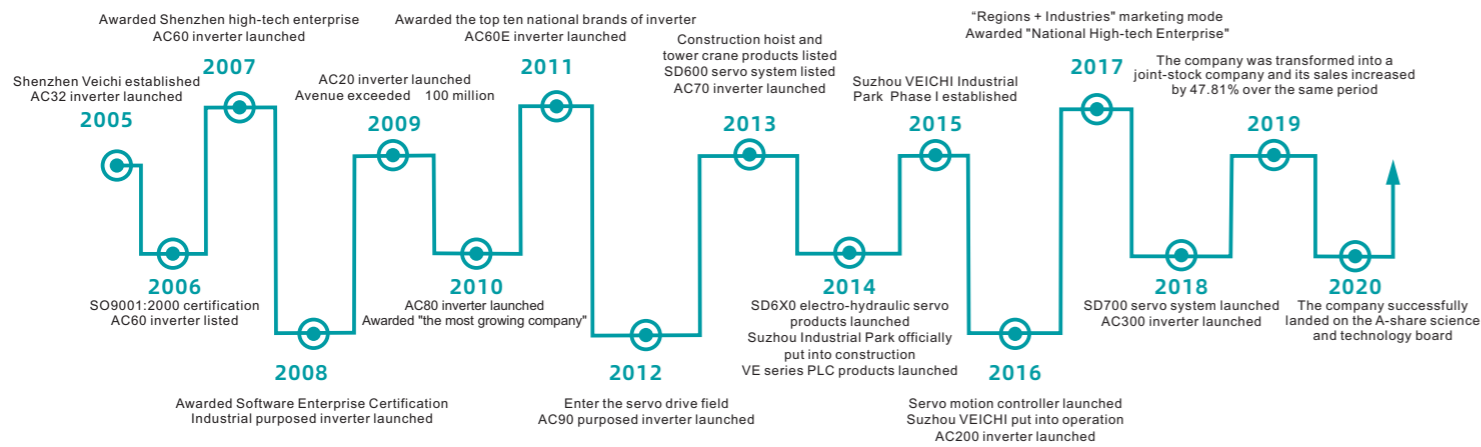 Shenzhen Veichi established
AC32 inverter launched
2005
2006
SO9001:2000 certification
AC60 inverter listed
Awarded Shenzhen high-tech enterprise
AC60 inverter launched
2007
2008
Awarded Software Enterprise Certification
Industrial purposed inverter launched
AC20 inverter launched
Avenue exceeded 100 million
2009
2010
AC80 inverter launched
Awarded "the most growing company"
Awarded the top ten national brands of inverter
AC60E inverter launched
2011
2012
Enter the servo drive field
AC90 purposed inverter launched
Construction hoist and
tower crane products listed
SD600 servo system listed
AC70 inverter launched
2013
2014
SD6X0 electro-hydraulic servo
products launched
Suzhou Industrial Park officially
put into construction
VE series PLC products launched
Suzhou VEICHI Industrial
Park Phase I established
2015
2016
Servo motion controller launched
Suzhou VEICHI put into operation
AC200 inverter launched
“Regions + Industries" marketing mode
Awarded "National High-tech Enterprise"
2017
2018
SD700 servo system launched
AC300 inverter launched
The company was transformed into a
joint-stock company and its sales increased
by 47.81% over the same period
2019
2020
The company successfully
landed on the A-share science
and technology board